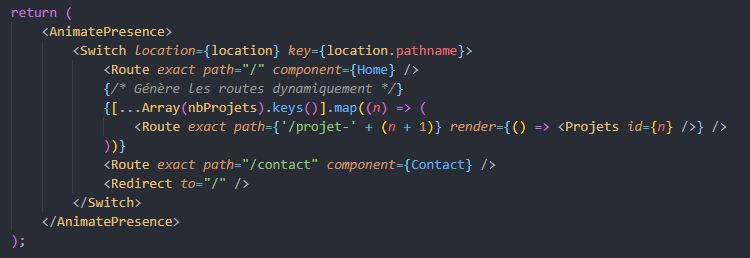 return (
<AnimatePresence>
<Switch location={location} key={location.pathname}>
<Route exact path="/" component={Home} />
{/* Génère les routes dynamiquement */}
{[...Array(nbProjets).keys()].map((n) => (
<Route exact path={'/projet-' + (n + 1)} render={() => <Projets id={n} />} />
))}
<Route exact path="/contact" component={Contact} />
<Redirect to="/" />
</Switch>
</AnimatePresence>
);